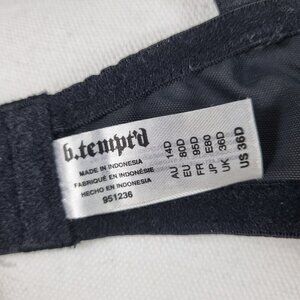 b.tempt'd
MADE IN INDONESIA
FABRIQUÉ EN INDONÉSIE
HECHO EN INDONESIA
951236
AU 14D
EU 80D
FR 95D
JP E80
UK 36D
US 36D